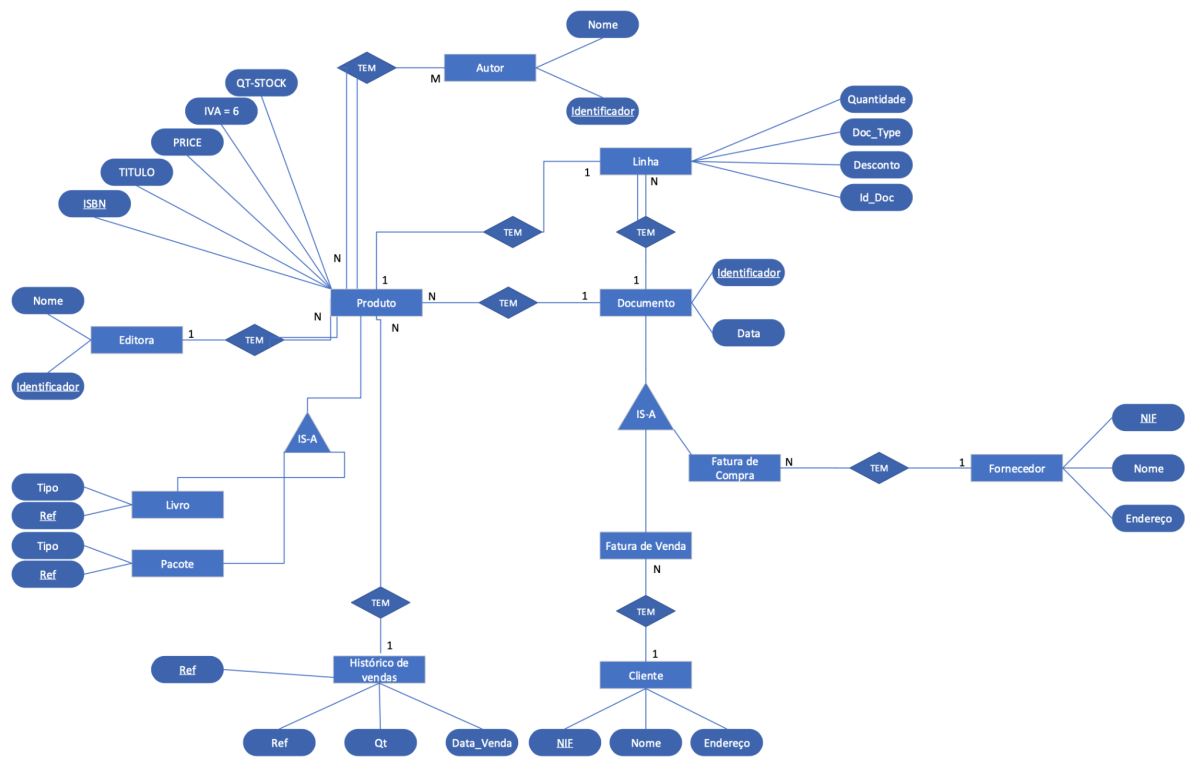 Nome
TEM
Autor
M
QT-STOCK
Identificador
Quantidade
IVA = 6
Doc_Type
PRICE
Linha
1
N
Desconto
TITULO
Id_Doc
ISBN
TEM
TEM
N
Identificador
1
1
Nome
N
Produto
N
TEM
1
Documento
N
Data
Editora
1
TEM
N
Identificador
IS-A
IS-A
NIF
Fatura de
Compra
N
TEM
1
Fornecedor
Nome
Tipo
Livro
Ref
Endereço
Tipo
Fatura de Venda
Pacote
N
Ref
TEM
TEM
1
1
Ref
Histórico de
vendas
Cliente
Ref
Qt
Data_Venda
NIF
Nome
Endereço